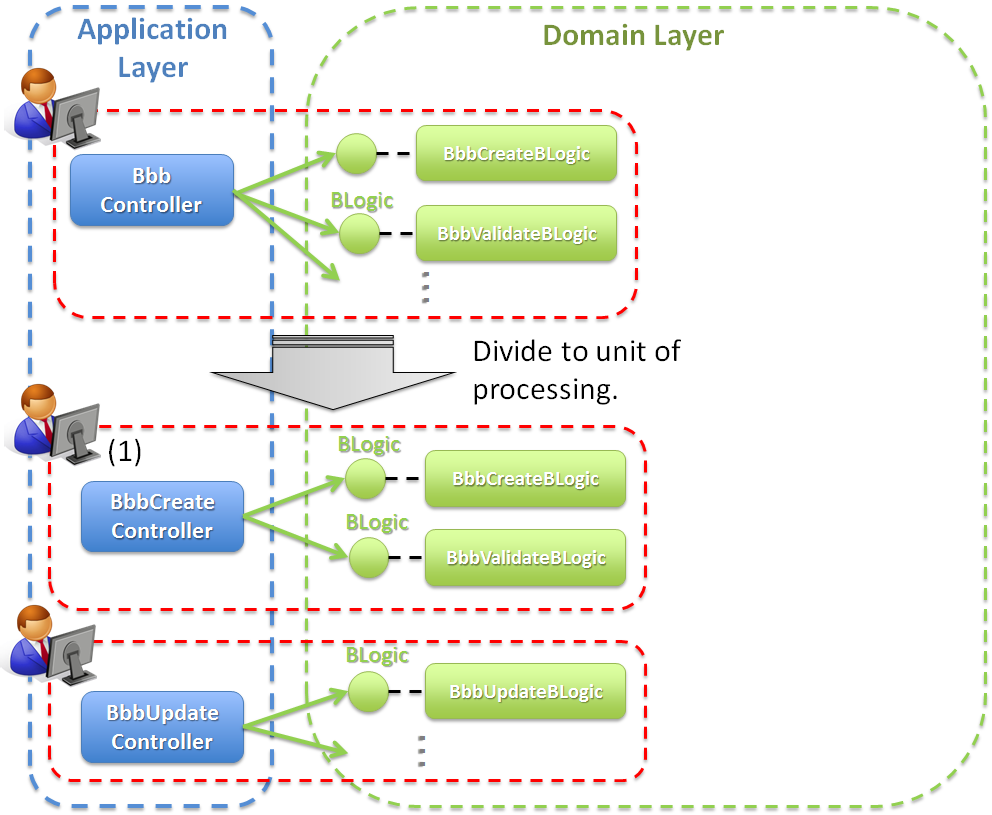 Application
Layer
Domain Layer
Bbb
Controller
BbbCreateBLogic
BLogic
BbbValidateBLogic
Divide to unit of
processing.
(1)
BLogic
BbbCreate
Controller
BbbCreateBLogic
BLogic
BbbValidateBLogic
BLogic
BbbUpdate
Controller
BbbUpdateBLogic